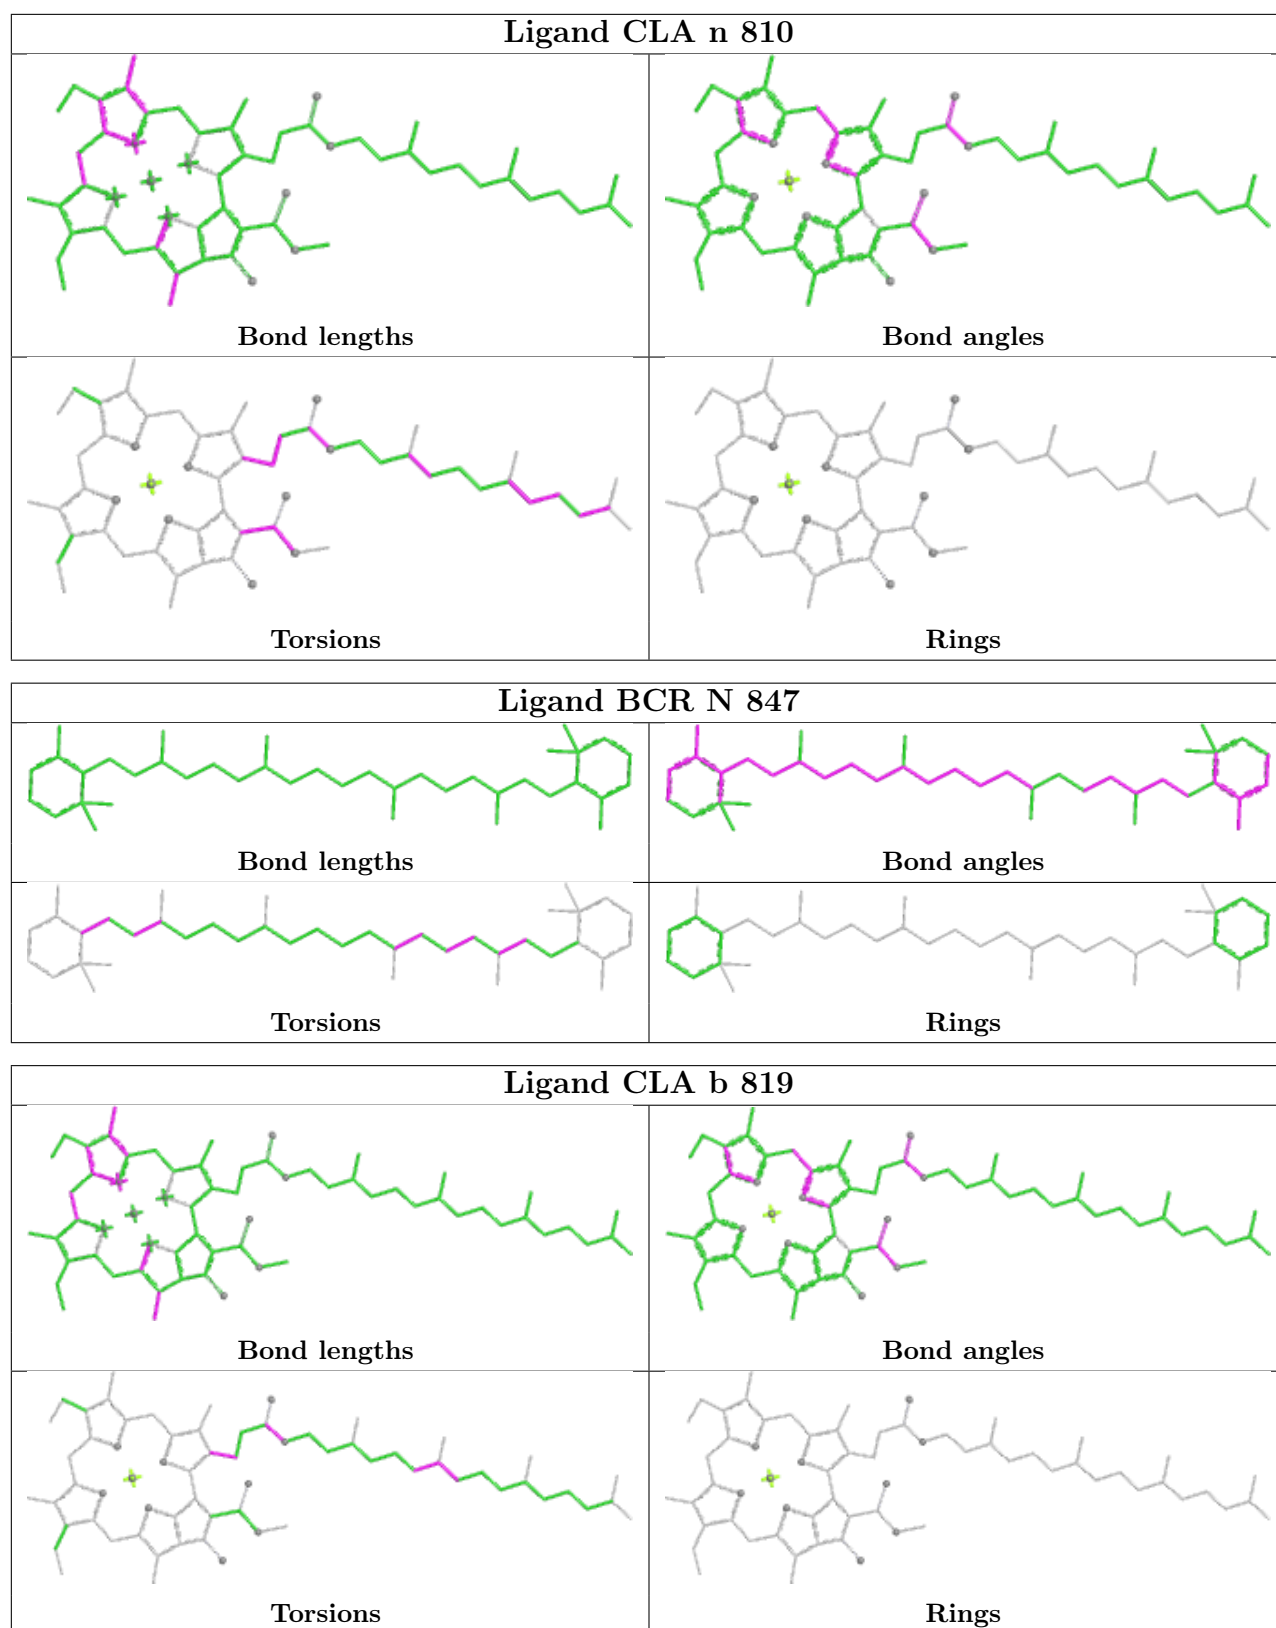 Ligand CLA n 810
Bond lengths
Bond angles
Torsions
Rings
Ligand BCR N 847
Bond lengths
Bond angles
Torsions
Rings
Ligand CLA b 819
Bond lengths
Bond angles
Torsions
Rings